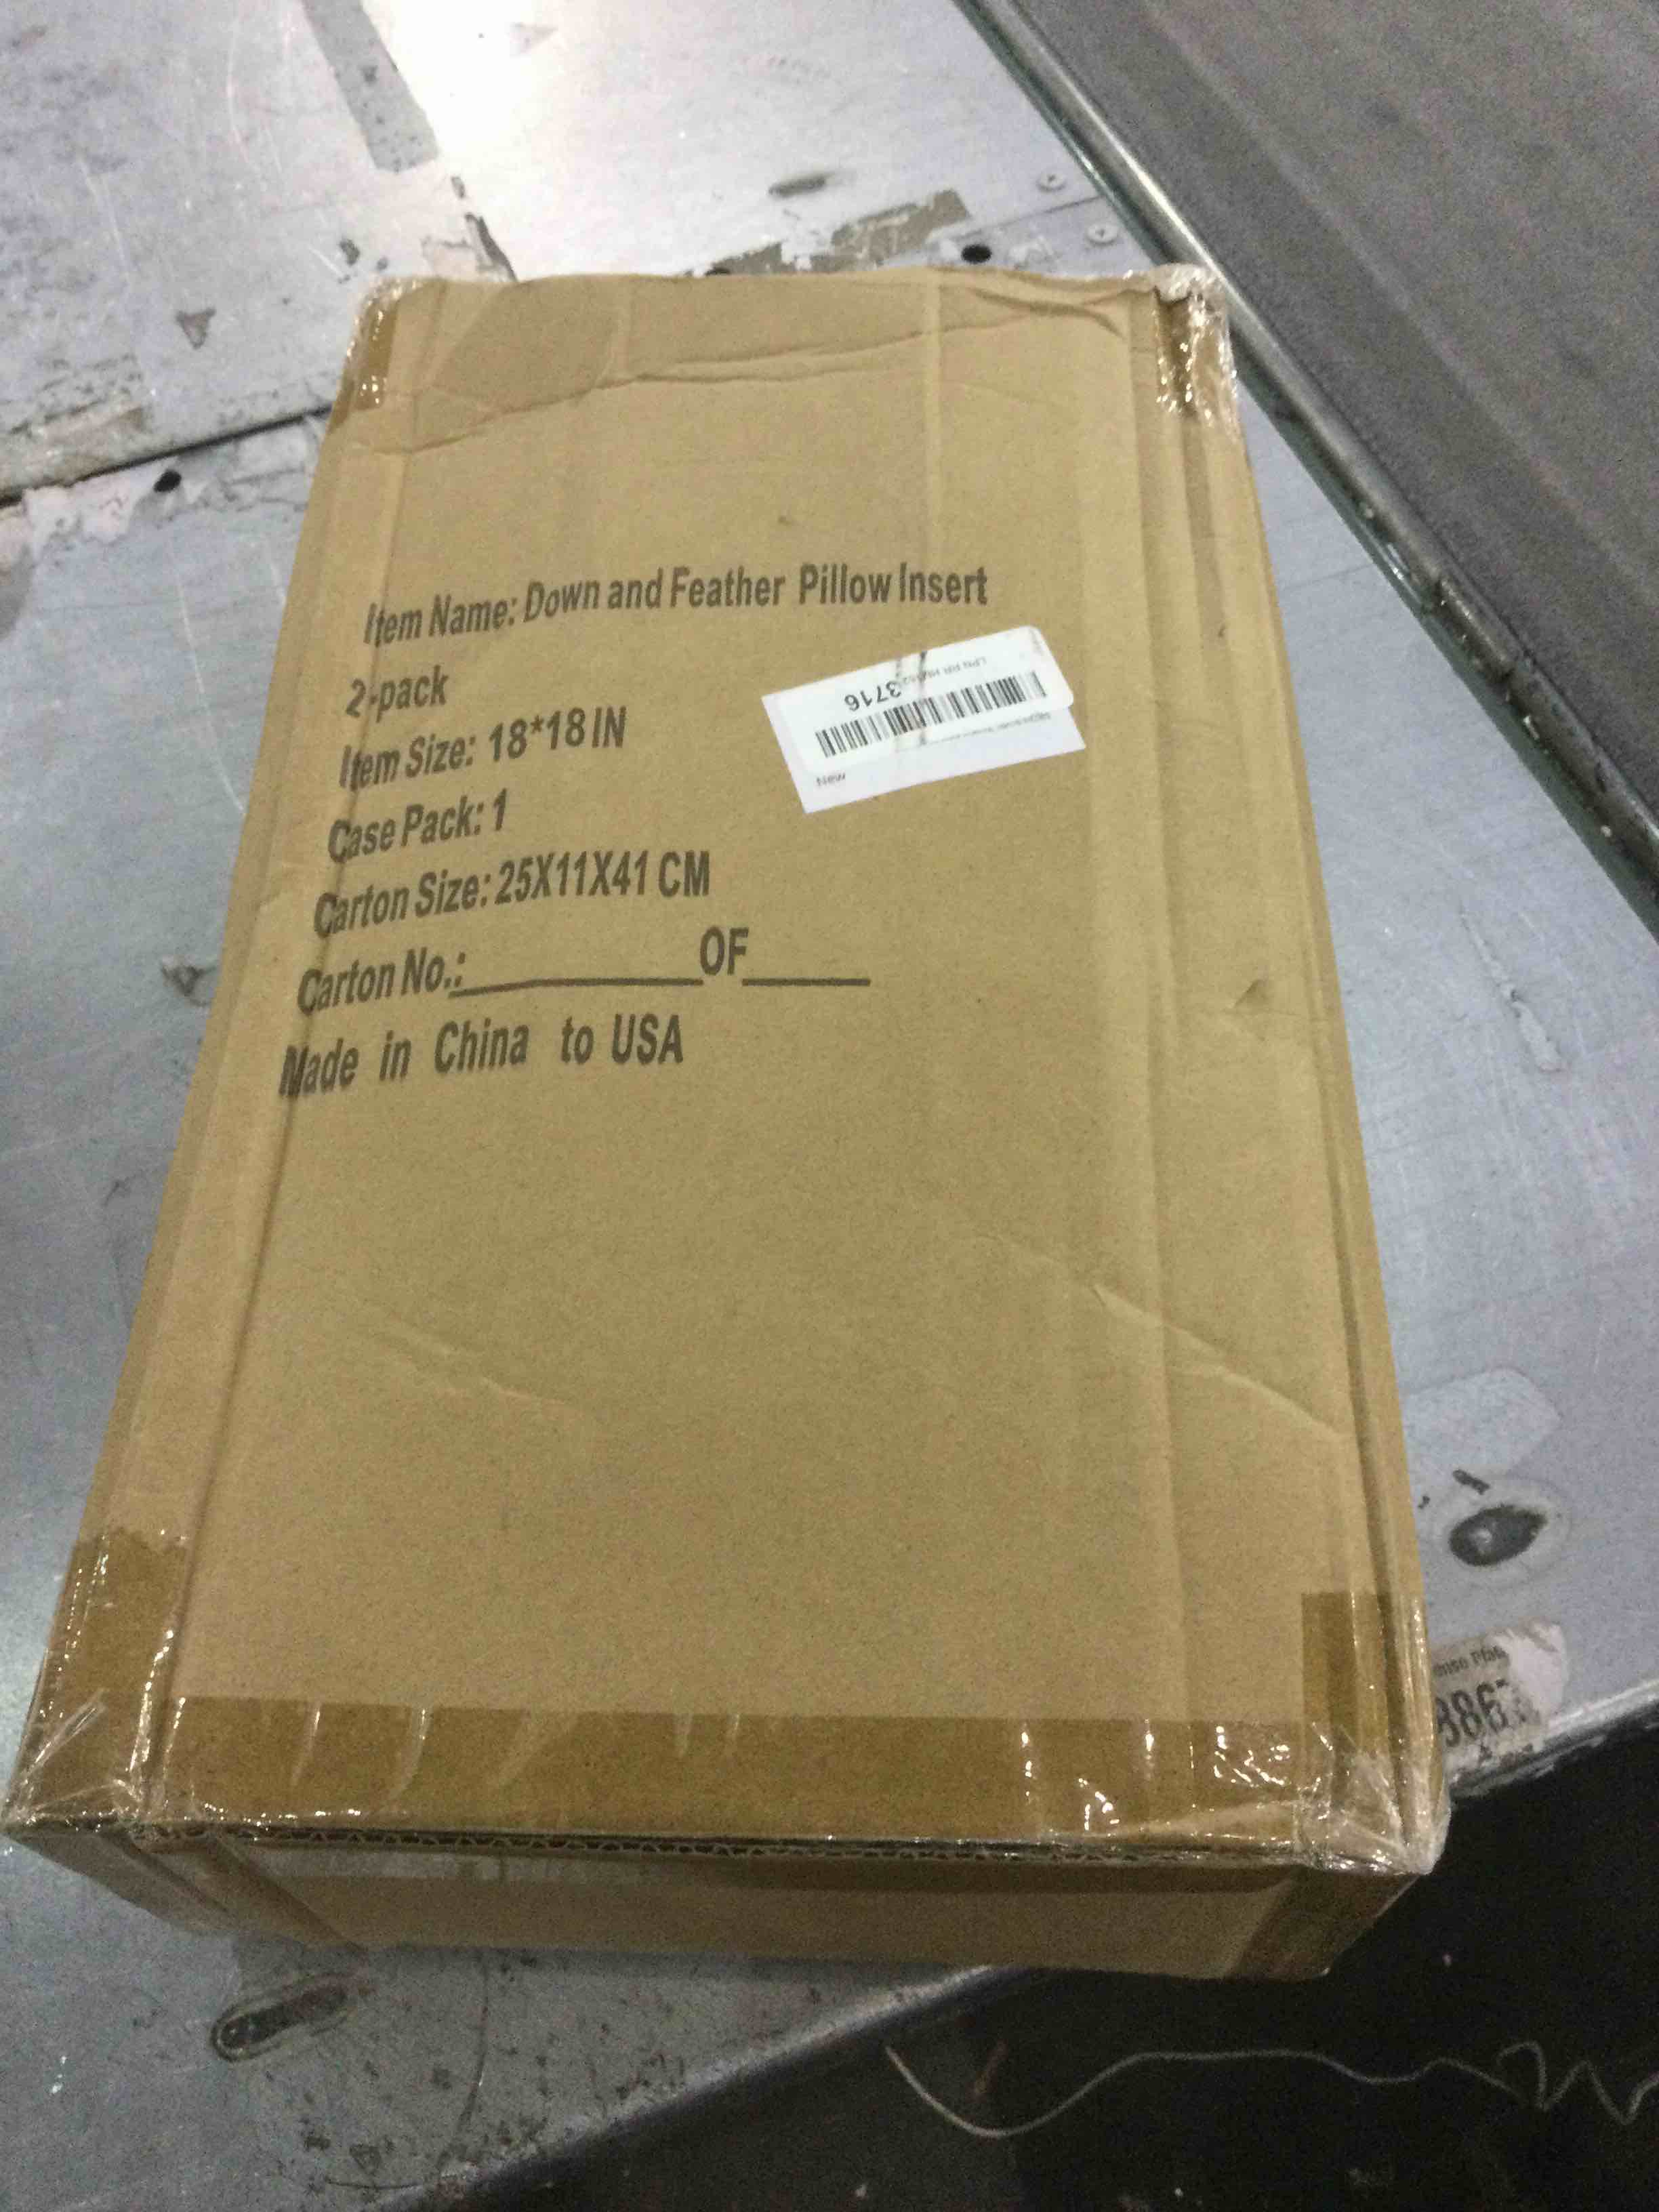 Item Name: Down and Feather Pillow Insert
2-pack
Item Size: 18*18 IN
Case Pack: 1
Carton Size: 25X11X41 CM
Carton No.:__________OF_____
Made in China to USA
3716
New